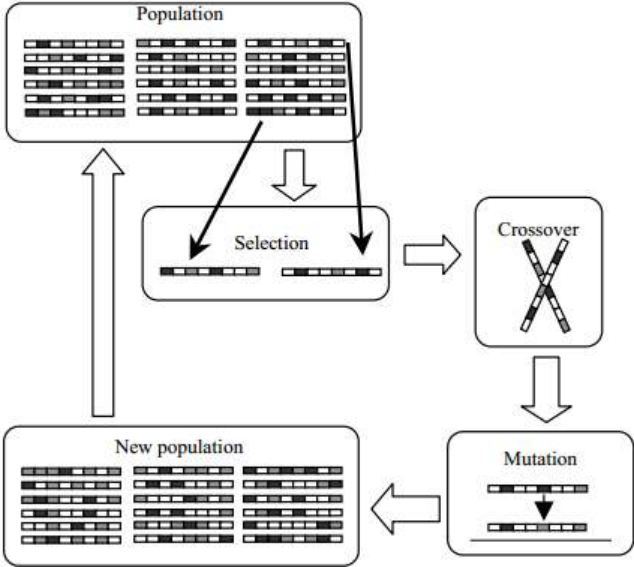 Population
Selection
Crossover
Mutation
New population